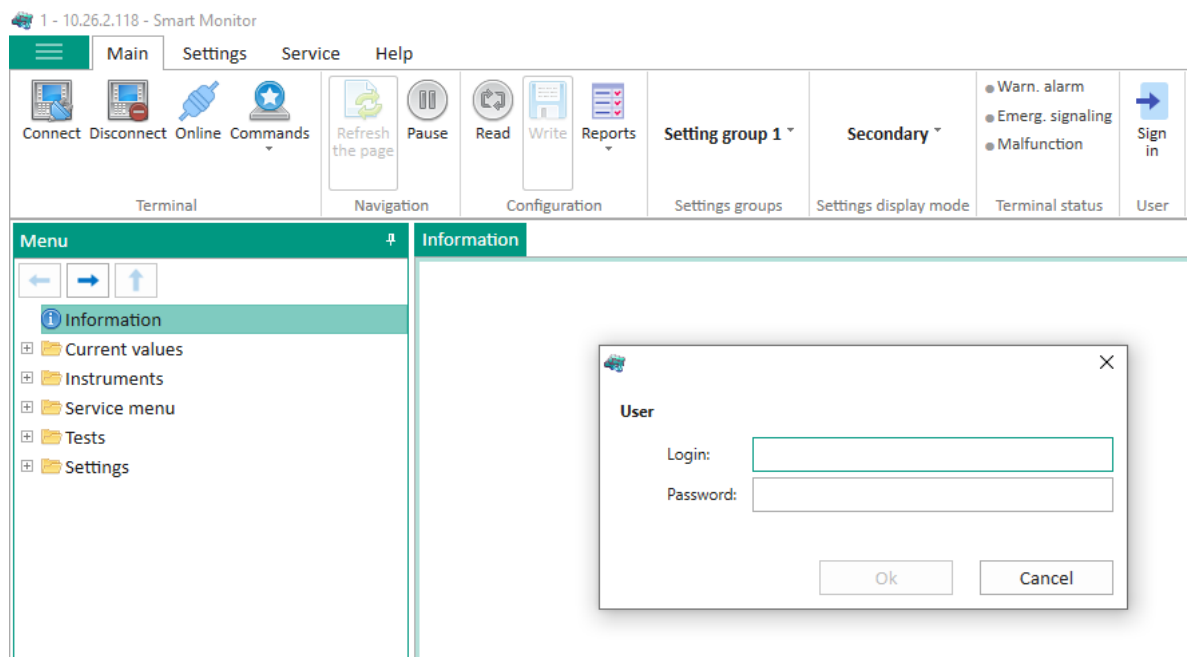 1 - 10.26.2.118 - Smart Monitor
Main Settings Service Help
Connect Disconnect Online Commands
Refresh the page
Pause
Read Write Reports
Setting group 1
Secondary
Warn. alarm
Emerg. signaling
Malfunction
Sign in
Terminal Navigation Configuration Settings groups Settings display mode Terminal status User
Menu
Information
Information
Current values
Instruments
Service menu
Tests
Settings
User
Login:
Password:
Ok Cancel